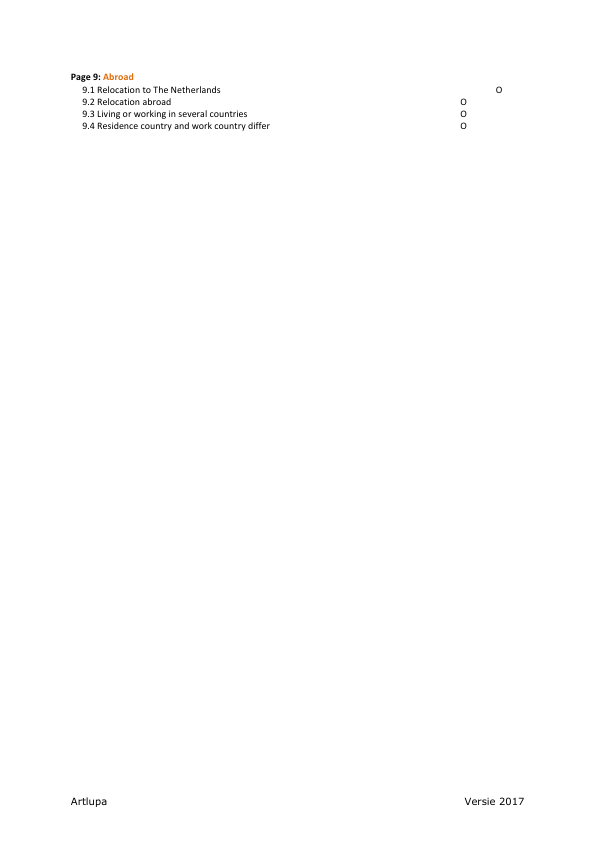 Page 9: Abroad
9.1 Relocation to The Netherlands O
9.2 Relocation abroad O
9.3 Living or working in several countries O
9.4 Residence country and work country differ O
Artlupa Versie 2017